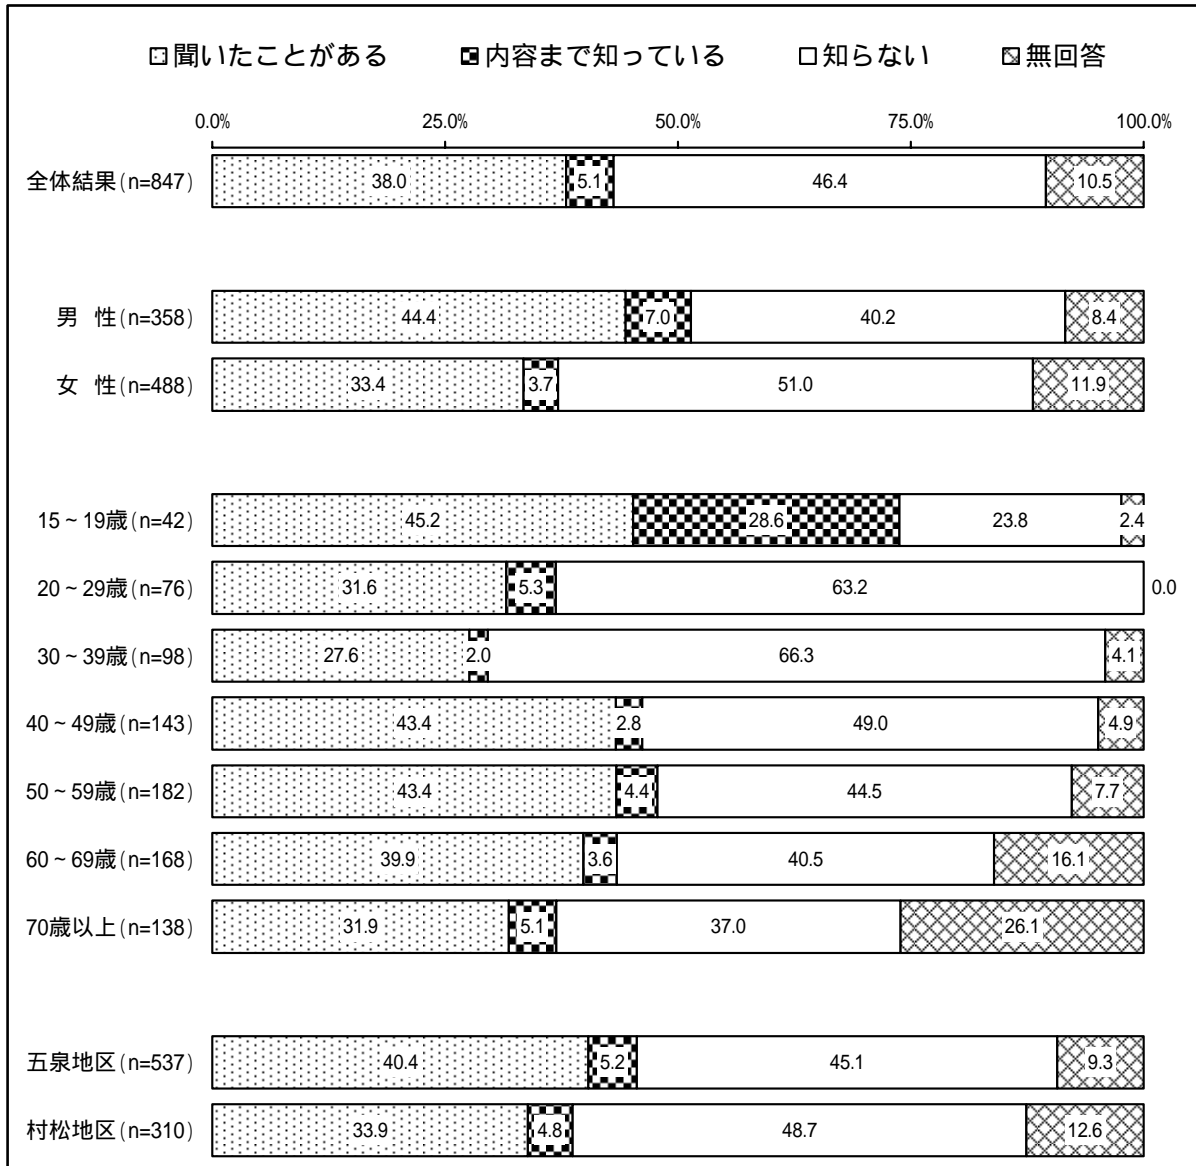 聞いたことがある 内容まで知っている 知らない 無回答
0.0% 25.0% 50.0% 75.0% 100.0%
全体結果(n=847) 38.0 5.1 46.4 10.5
男 性(n=358) 44.4 7.0 40.2 8.4
女 性(n=488) 33.4 3.7 51.0 11.9
15~19歳(n=42) 45.2 28.6 23.8 2.4
20~29歳(n=76) 31.6 5.3 63.2 0.0
30~39歳(n=98) 27.6 2.0 66.3 4.1
40~49歳(n=143) 43.4 2.8 49.0 4.9
50~59歳(n=182) 43.4 4.4 44.5 7.7
60~69歳(n=168) 39.9 3.6 40.5 16.1
70歳以上(n=138) 31.9 5.1 37.0 26.1
五泉地区(n=537) 40.4 5.2 45.1 9.3
村松地区(n=310) 33.9 4.8 48.7 12.6